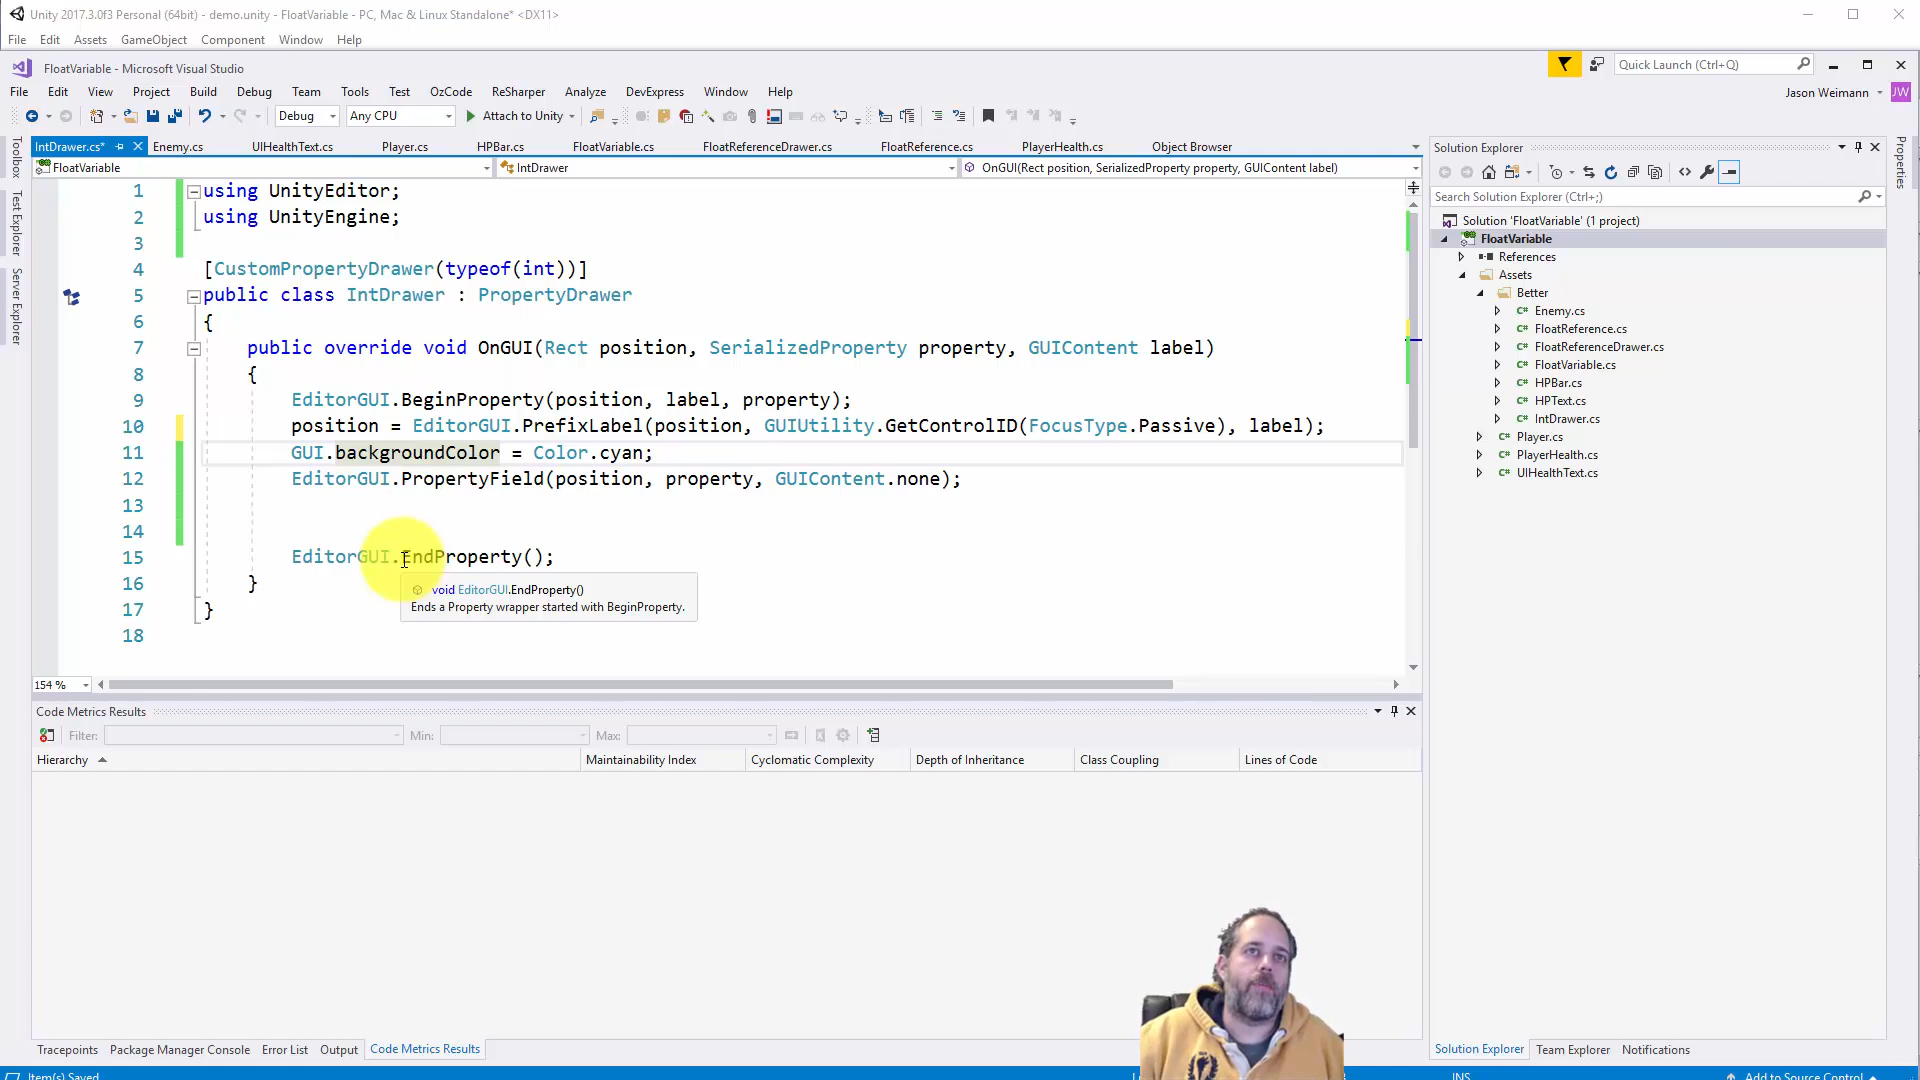 Unity 2017.3.0f3 Personal (64bit) - demo.unity - FloatVariable - PC, Mac & Linux Standalone* <DX11>
File Edit Assets GameObject Component Window Help
FloatVariable - Microsoft Visual Studio
Quick Launch (Ctrl+Q)
File Edit View Project Build Debug Team Tools Test OzCode ReSharper Analyze DevExpress Window Help
Jason Weimann JW
Debug Any CPU Attach to Unity
IntDrawer.cs* Enemy.cs UIHealthText.cs Player.cs HPBar.cs FloatVariable.cs FloatReferenceDrawer.cs FloatReference.cs PlayerHealth.cs Object Browser
FloatVariable IntDrawer OnGUI(Rect position, SerializedProperty property, GUIContent label)
Toolbox
Test Explorer
Server Explorer
1 using UnityEditor;
2 using UnityEngine;
3
4 [CustomPropertyDrawer(typeof(int))]
5 public class IntDrawer : PropertyDrawer
6 {
7 public override void OnGUI(Rect position, SerializedProperty property, GUIContent label)
8 {
9 EditorGUI.BeginProperty(position, label, property);
10 position = EditorGUI.PrefixLabel(position, GUIUtility.GetControlID(FocusType.Passive), label);
11 GUI.backgroundColor = Color.cyan;
12 EditorGUI.PropertyField(position, property, GUIContent.none);
13
14
15 EditorGUI.EndProperty();
16 }
17 }
18
void EditorGUI.EndProperty()
Ends a Property wrapper started with BeginProperty.
154 %
Code Metrics Results
Filter: Min: Max:
Hierarchy Maintainability Index Cyclomatic Complexity Depth of Inheritance Class Coupling Lines of Code
Tracepoints Package Manager Console Error List Output Code Metrics Results
Solution Explorer
Search Solution Explorer (Ctrl+;)
Solution 'FloatVariable' (1 project)
FloatVariable
References
Assets
Better
Enemy.cs
FloatReference.cs
FloatReferenceDrawer.cs
FloatVariable.cs
HPBar.cs
HPText.cs
IntDrawer.cs
Player.cs
PlayerHealth.cs
UIHealthText.cs
Properties
Solution Explorer Team Explorer Notifications
Item(s) Saved INS Add to Source Control